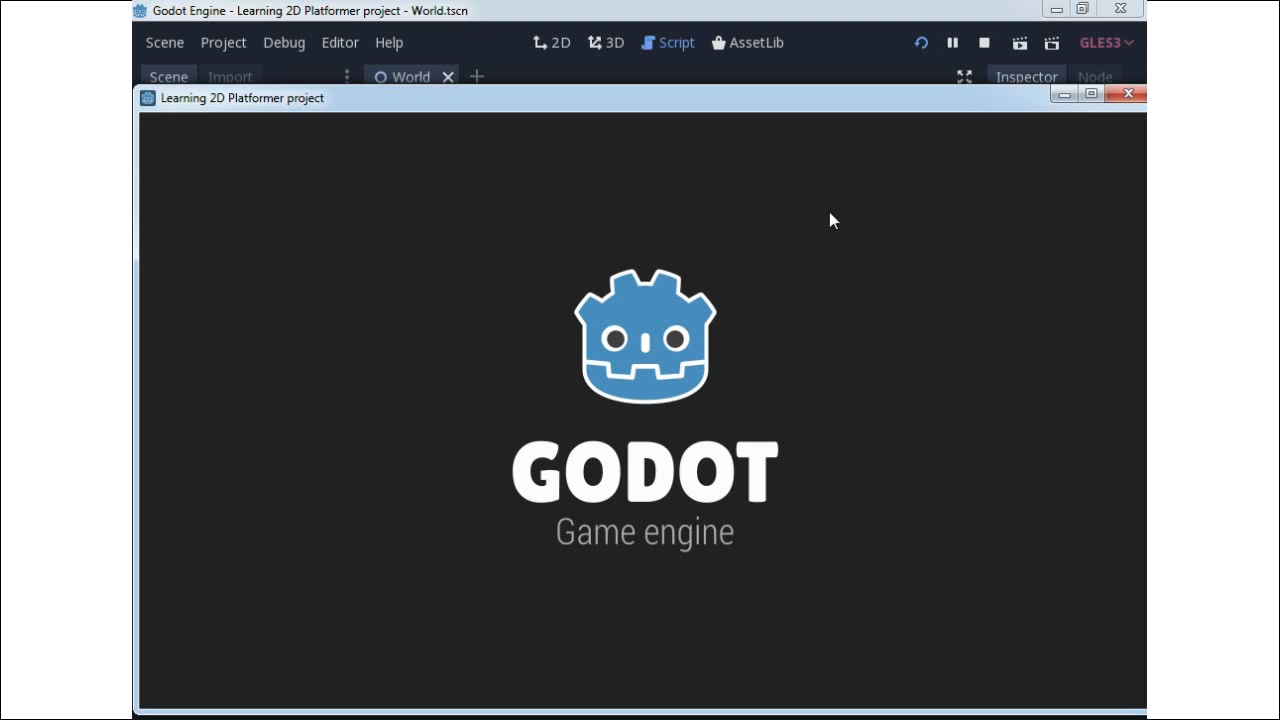 Godot Engine - Learning 2D Platformer project - World.tscn
Scene Project Debug Editor Help 2D 3D Script AssetLib GLES3
Scene Import World Inspector Node
Learning 2D Platformer project
GODOT
Game engine